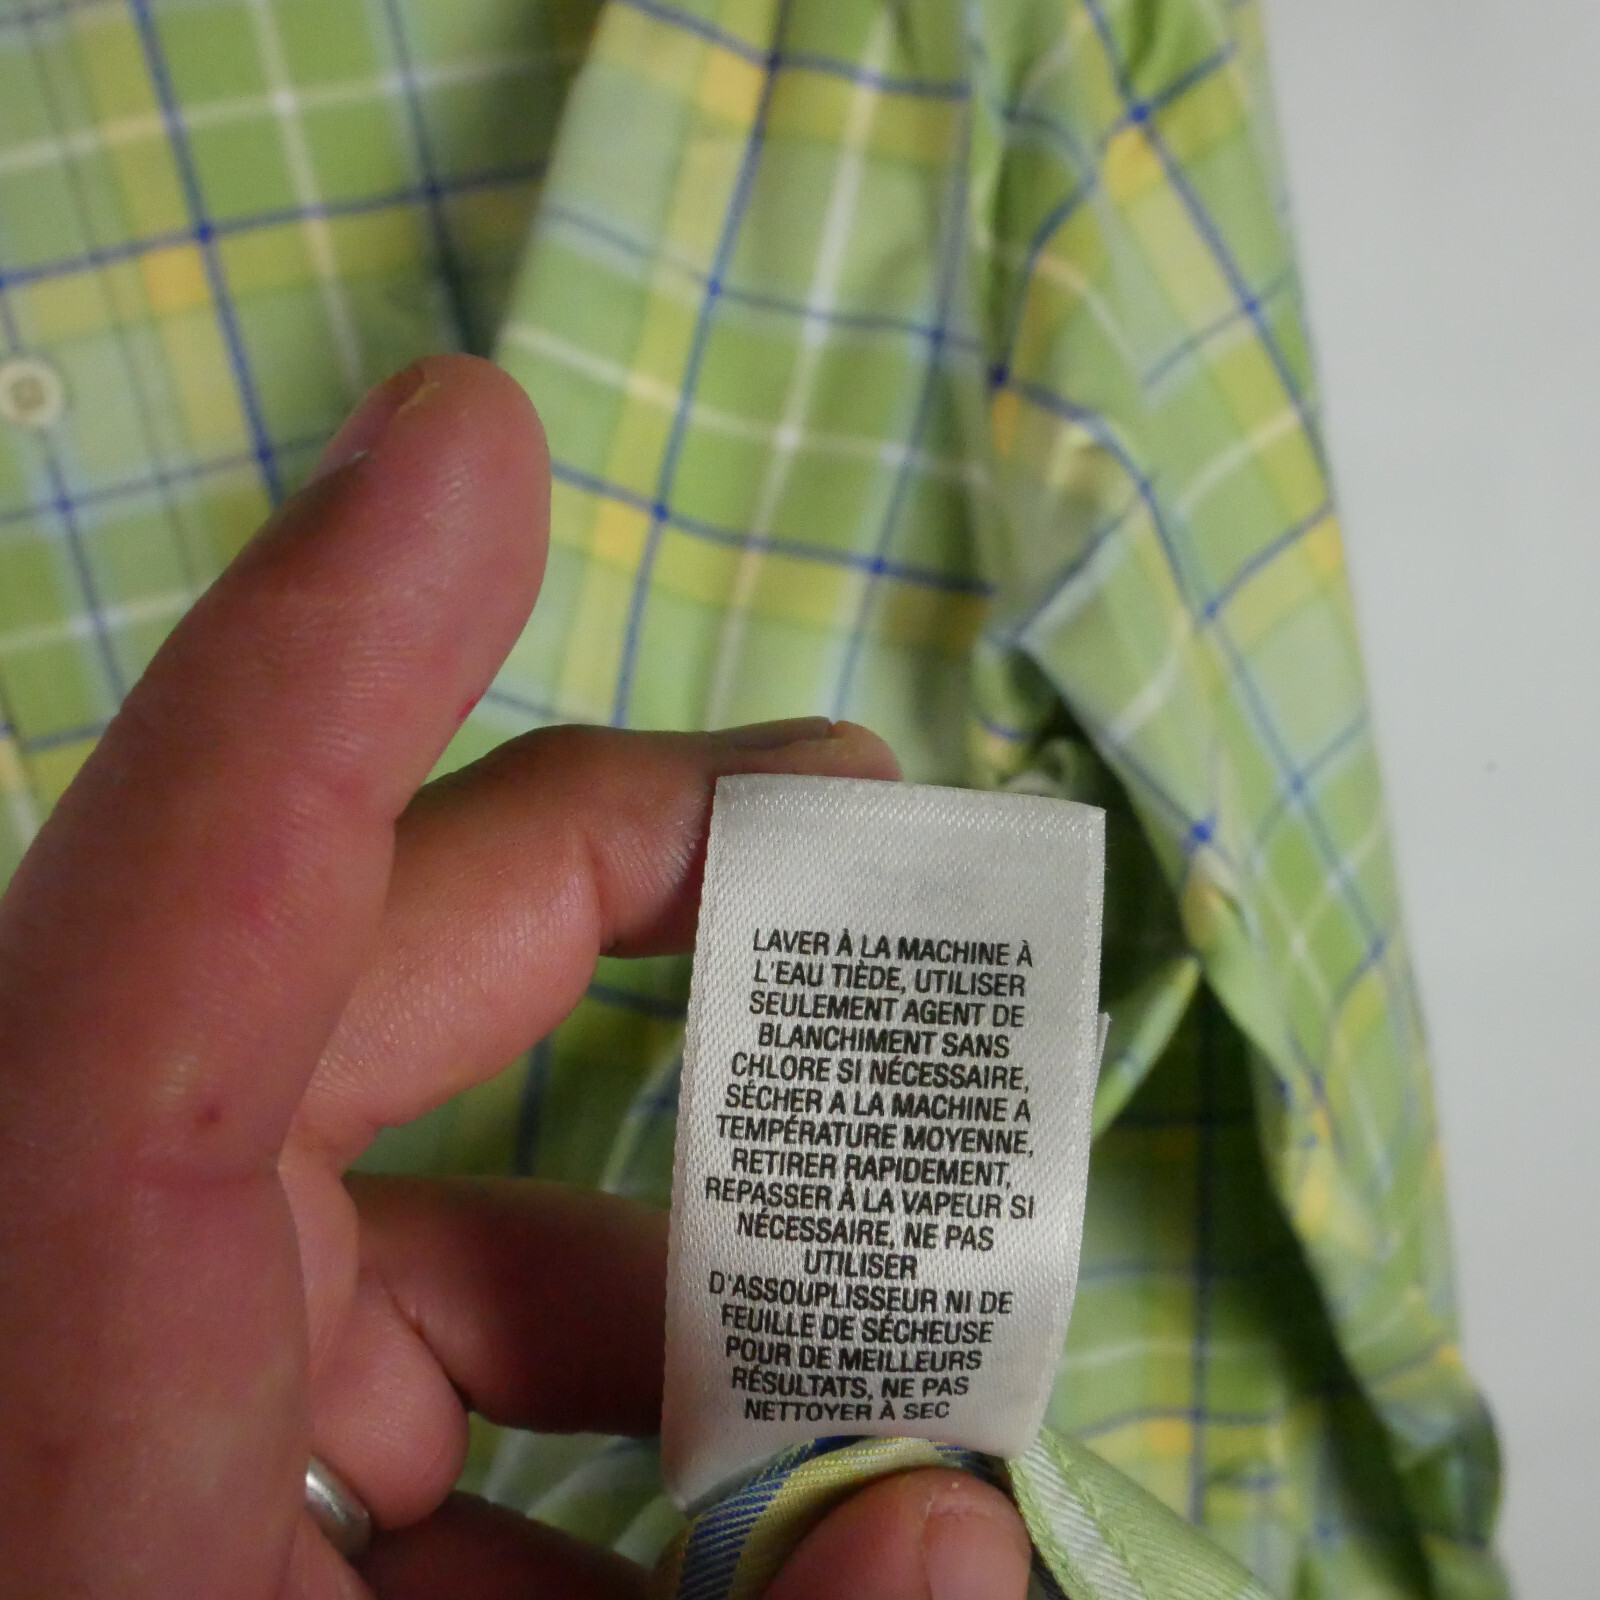 LAVER À LA MACHINE À
L'EAU TIÈDE, UTILISER
SEULEMENT AGENT DE
BLANCHIMENT SANS
CHLORE SI NÉCESSAIRE,
SÉCHER A LA MACHINE A
TEMPÉRATURE MOYENNE,
RETIRER RAPIDEMENT,
REPASSER À LA VAPEUR SI
NÉCESSAIRE, NE PAS
UTILISER
D'ASSOUPLISSEUR NI DE
FEUILLE DE SÉCHEUSE
POUR DE MEILLEURS
RÉSULTATS, NE PAS
NETTOYER À SEC